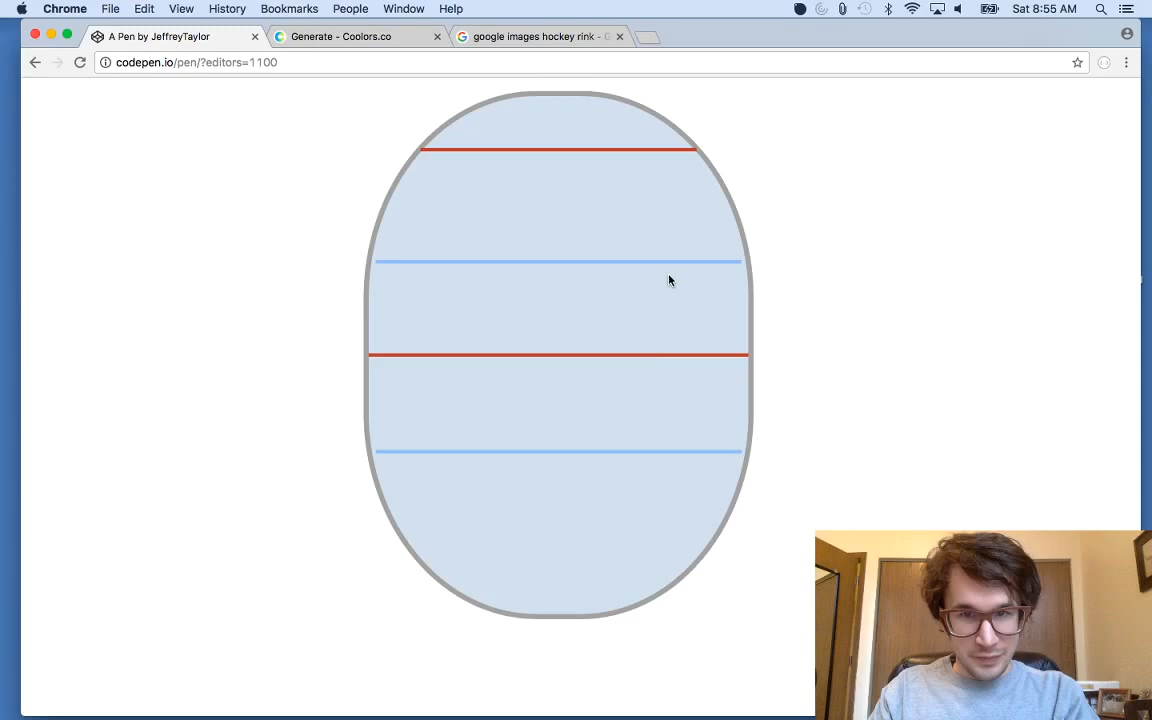 Chrome File Edit View History Bookmarks People Window Help Sat 8:55 AM
A Pen by JeffreyTaylor Generate - Coolors.co google images hockey rink - G
codepen.io/pen/?editors=1100